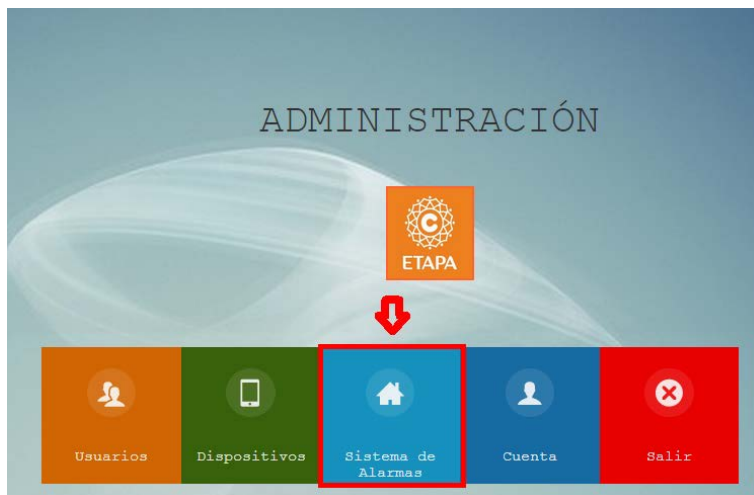 ADMINISTRACIÓN
C
ETAPA
Usuarios
Dispositivos
Sistema de
Alarmas
Cuenta
Salir